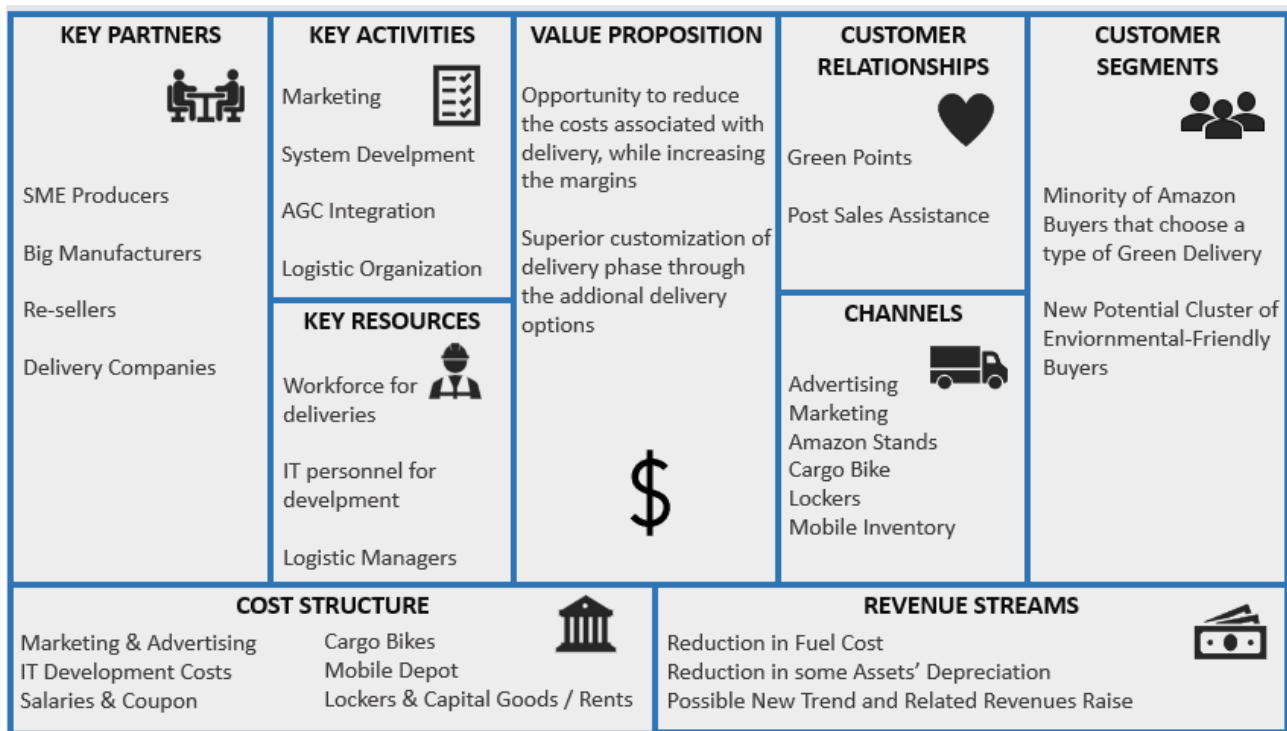 KEY PARTNERS
SME Producers
Big Manufacturers
Re-sellers
Delivery Companies
KEY ACTIVITIES
Marketing
System Develpment
AGC Integration
Logistic Organization
KEY RESOURCES
Workforce for
deliveries
IT personnel for
develpment
Logistic Managers
VALUE PROPOSITION
Opportunity to reduce
the costs associated with
delivery, while increasing
the margins
Superior customization of
delivery phase through
the addional delivery
options
$
CUSTOMER
RELATIONSHIPS
Green Points
Post Sales Assistance
CHANNELS
Advertising
Marketing
Amazon Stands
Cargo Bike
Lockers
Mobile Inventory
CUSTOMER
SEGMENTS
Minority of Amazon
Buyers that choose a
type of Green Delivery
New Potential Cluster of
Enviornmental-Friendly
Buyers
COST STRUCTURE
Marketing & Advertising
IT Development Costs
Salaries & Coupon
Cargo Bikes
Mobile Depot
Lockers & Capital Goods / Rents
REVENUE STREAMS
Reduction in Fuel Cost
Reduction in some Assets’ Depreciation
Possible New Trend and Related Revenues Raise